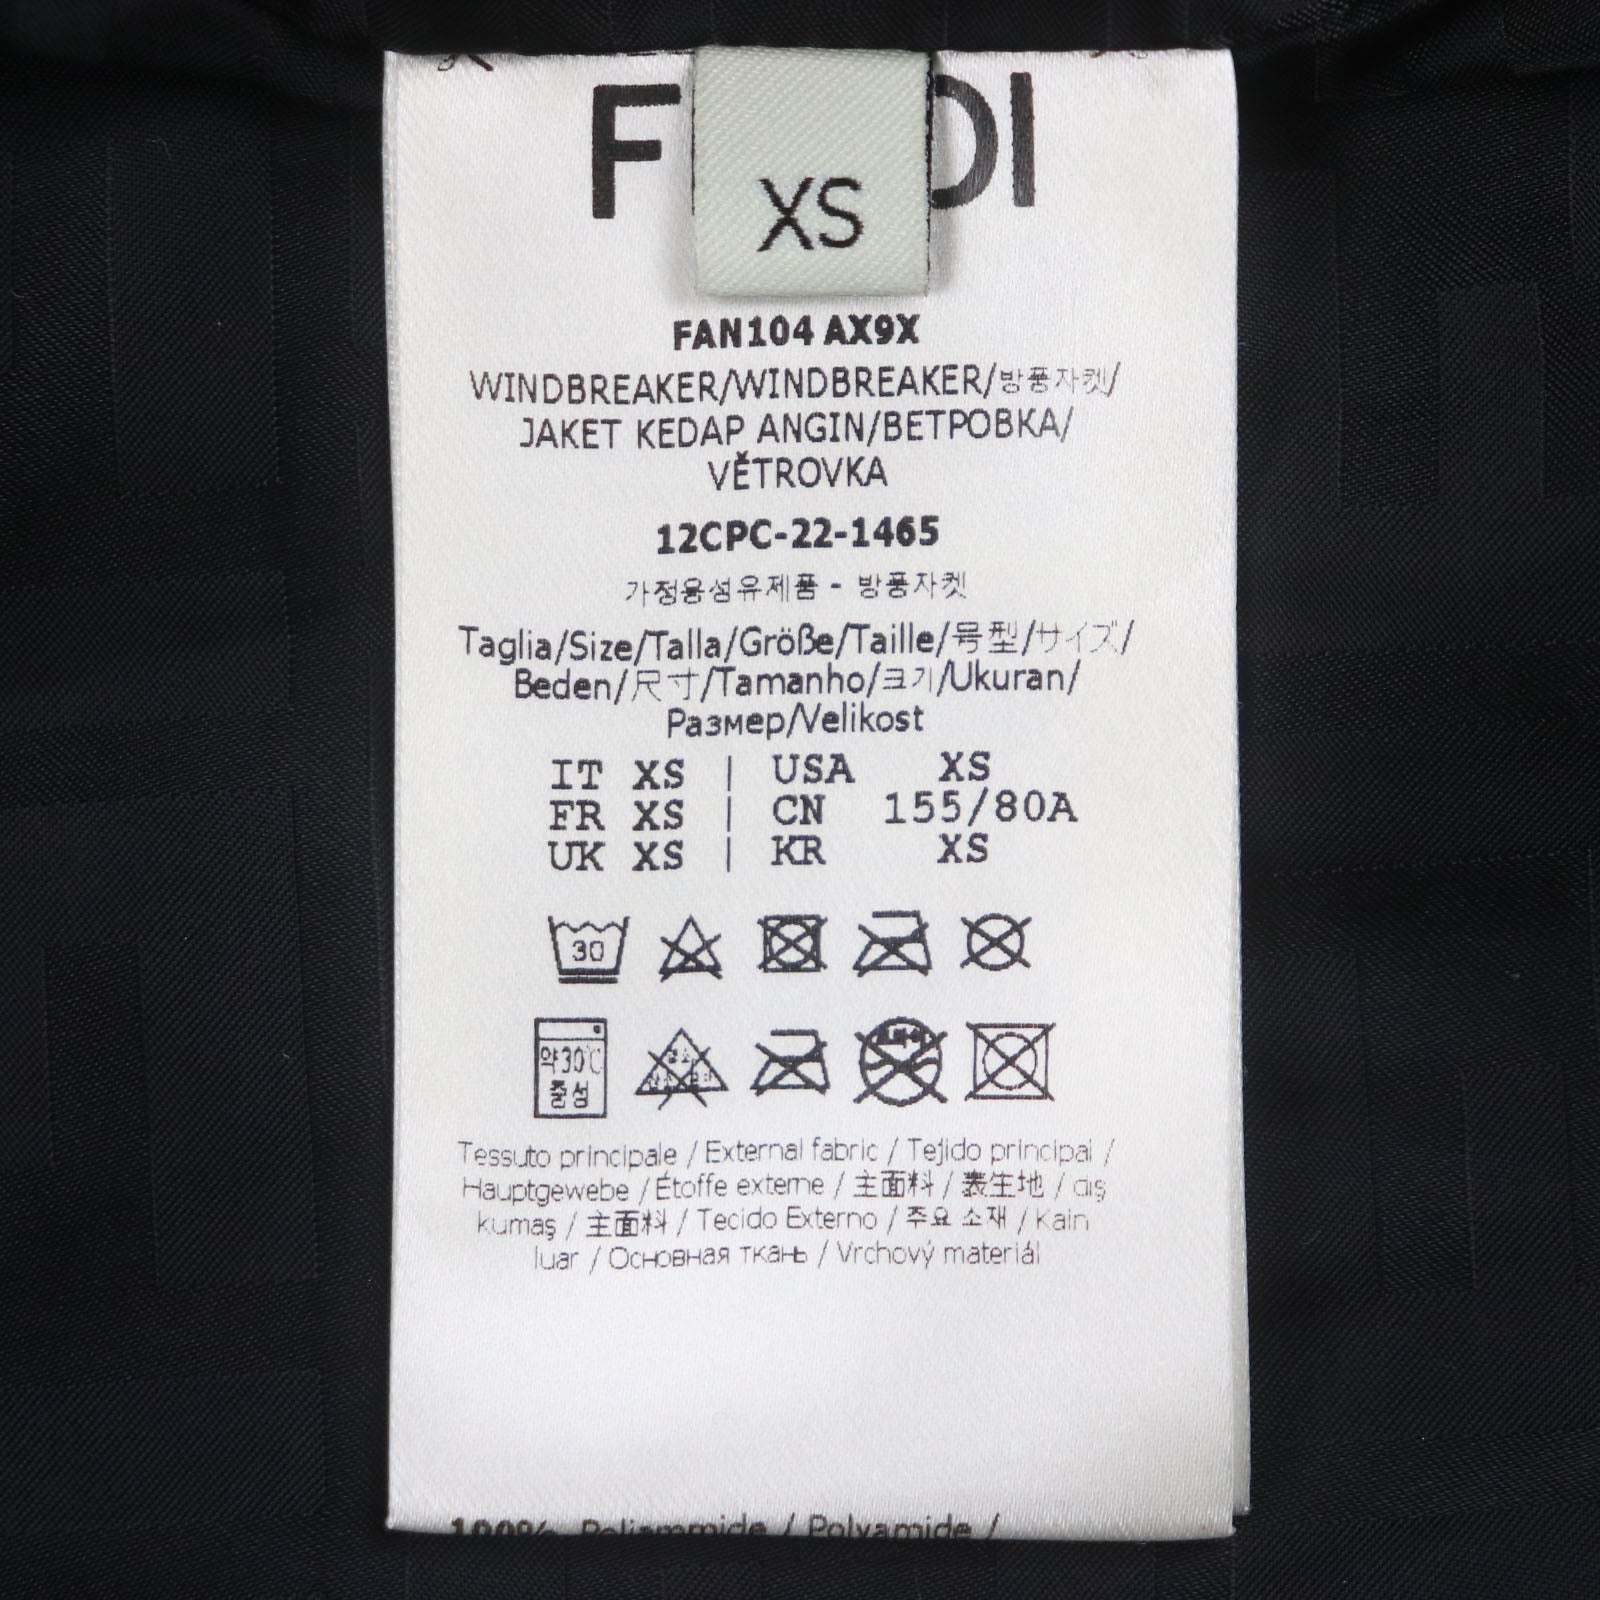 XS
FAN104 AX9X
WINDBREAKER/WINDBREAKER/방풍자켓/
JAKET KEDAP ANGIN/ВЕТРОВКА/
VĚTROVKA
12CPC-22-1465
가정용섬유제품 - 방풍자켓
Taglia/Size/Talla/Größe/Taille/号型/サイズ/
Beden/尺寸/Tamanho/크기/Ukuran/
Размер/Velikost
IT XS | USA XS
FR XS | CN 155/80A
UK XS | KR XS
30
약30℃
중성
Tessuto principale / External fabric / Tejido principal /
Hauptgewebe / Étoffe externe / 主面料 / 表生地 / dış
kumaş / 主面料 / Tecido Externo / 주요 소재 / Kain
luar / Основная ткань / Vrchový materiál
100% Poliammide / Polyamide /